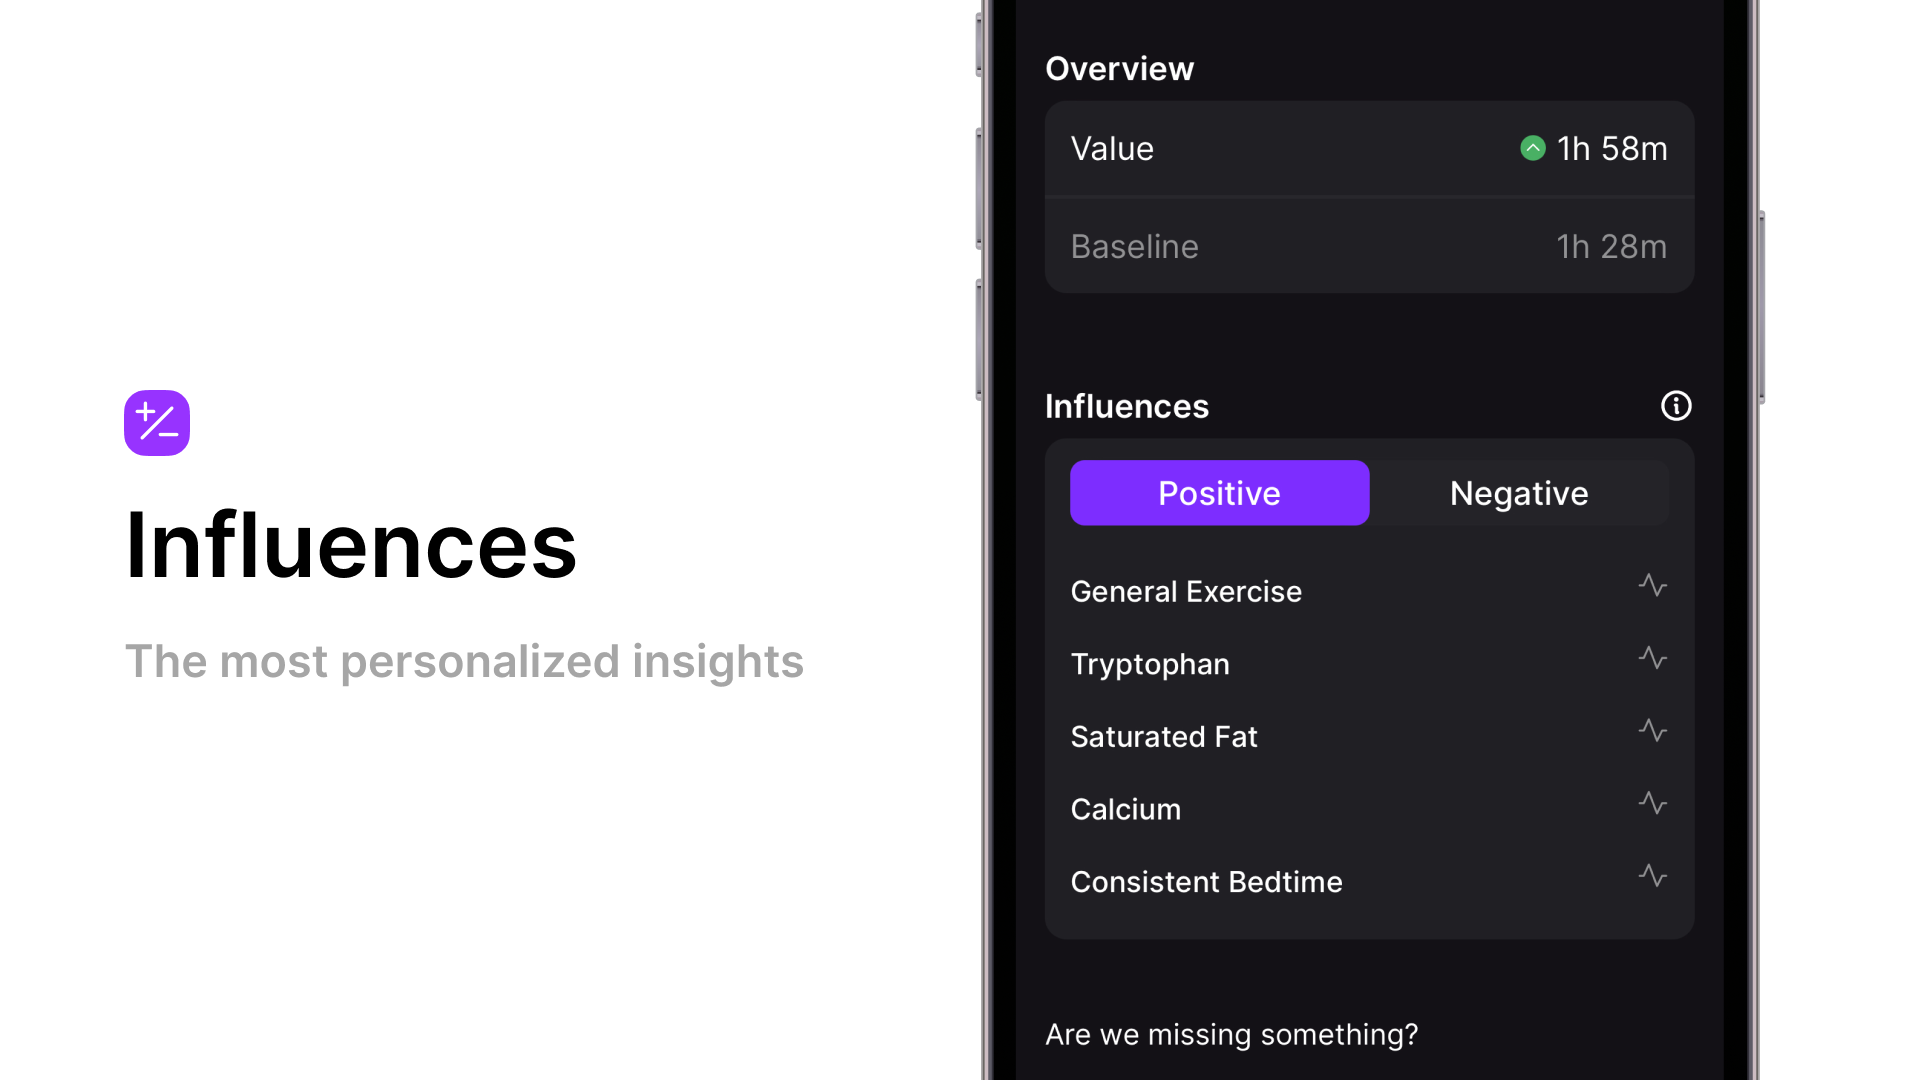 Influences
The most personalized insights
Overview
Value 1h 58m
Baseline 1h 28m
Influences
Positive Negative
General Exercise
Tryptophan
Saturated Fat
Calcium
Consistent Bedtime
Are we missing something?